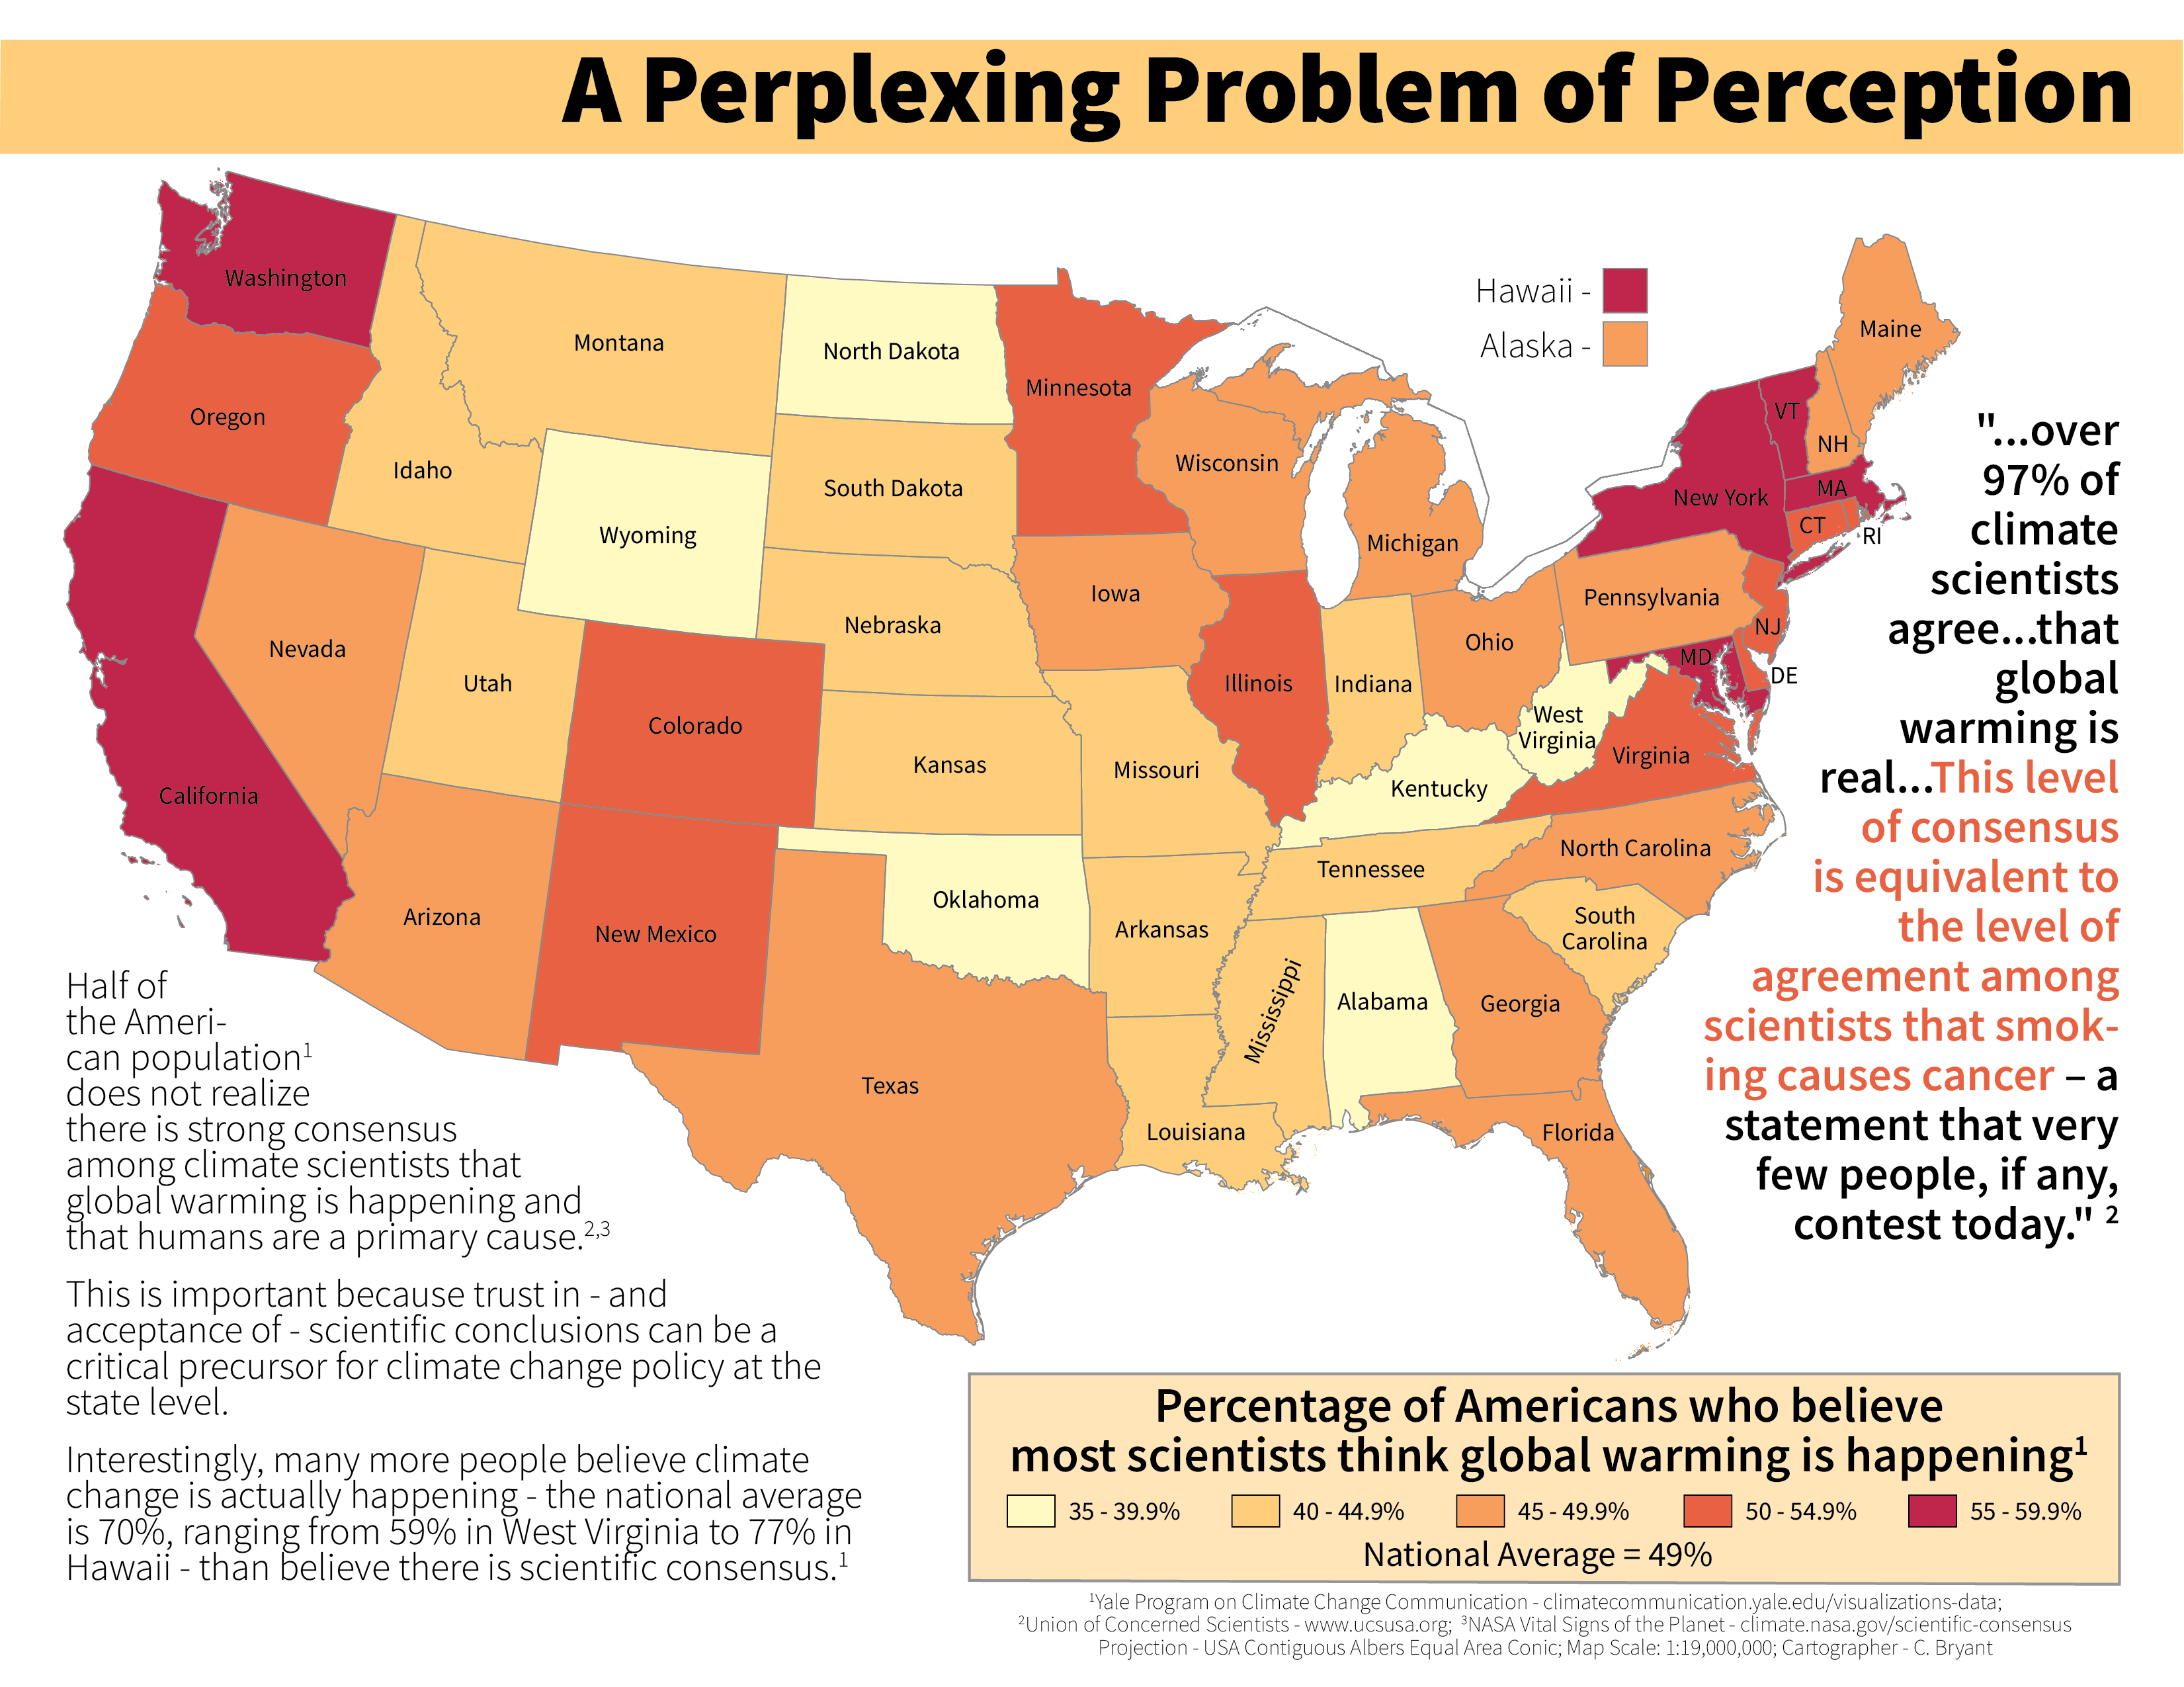 A Perplexing Problem of Perception
Washington
Oregon
California
Nevada
Idaho
Montana
Wyoming
Utah
Colorado
Arizona
New Mexico
North Dakota
South Dakota
Nebraska
Kansas
Oklahoma
Texas
Minnesota
Iowa
Missouri
Arkansas
Louisiana
Wisconsin
Illinois
Michigan
Indiana
Ohio
Kentucky
Tennessee
Mississippi
Alabama
Georgia
Florida
South
Carolina
North Carolina
Virginia
West
Virginia
Pennsylvania
New York
VT
NH
Maine
MA
CT
RI
NJ
DE
MD
Hawaii -
Alaska -
"...over
97% of
climate
scientists
agree...that
global
warming is
real...This level
of consensus
is equivalent to
the level of
agreement among
scientists that smok-
ing causes cancer – a
statement that very
few people, if any,
contest today." 2
Half of
the Ameri-
can population1
does not realize
there is strong consensus
among climate scientists that
global warming is happening and
that humans are a primary cause.2,3
This is important because trust in - and
acceptance of - scientific conclusions can be a
critical precursor for climate change policy at the
state level.
Interestingly, many more people believe climate
change is actually happening - the national average
is 70%, ranging from 59% in West Virginia to 77% in
Hawaii - than believe there is scientific consensus.1
Percentage of Americans who believe
most scientists think global warming is happening1
35 - 39.9% 40 - 44.9% 45 - 49.9% 50 - 54.9% 55 - 59.9%
National Average = 49%
1Yale Program on Climate Change Communication - climatecommunication.yale.edu/visualizations-data;
2Union of Concerned Scientists - www.ucsusa.org; 3NASA Vital Signs of the Planet - climate.nasa.gov/scientific-consensus
Projection - USA Contiguous Albers Equal Area Conic; Map Scale: 1:19,000,000; Cartographer - C. Bryant